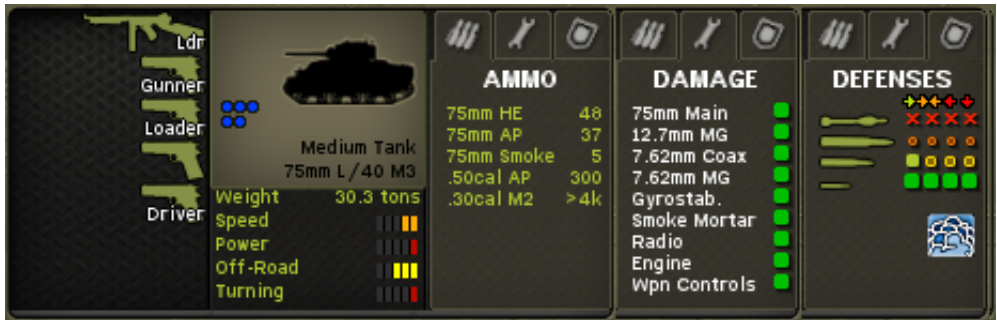 Ldr
Gunner
Loader
Driver
Medium Tank
75mm L/40 M3
Weight 30.3 tons
Speed
Power
Off-Road
Turning
AMMO
75mm HE 48
75mm AP 37
75mm Smoke 5
.50cal AP 300
.30cal M2 >4k
DAMAGE
75mm Main
12.7mm MG
7.62mm Coax
7.62mm MG
Gyrostab.
Smoke Mortar
Radio
Engine
Wpn Controls
DEFENSES